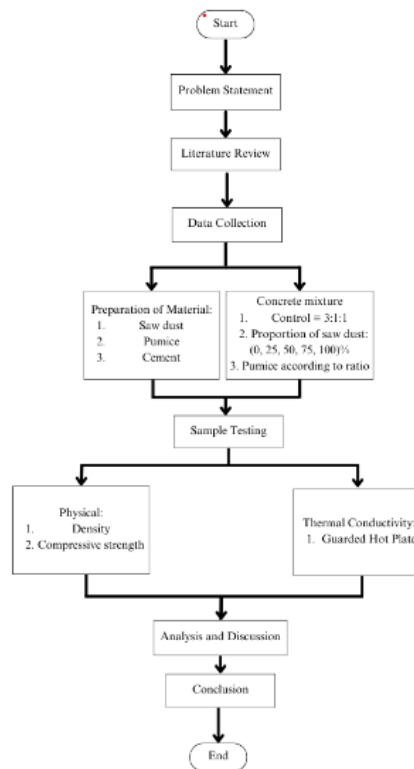 Start
Problem Statement
Literature Review
Data Collection
Preparation of Material:
1. Saw dust
2. Pumice
3. Cement
Concrete mixture
1. Control = 3:1:1
2. Proportion of saw dust:
(0, 25, 50, 75, 100)%
3. Pumice according to ratio
Sample Testing
Physical:
1. Density
2. Compressive strength
Thermal Conductivity:
1. Guarded Hot Plate
Analysis and Discussion
Conclusion
End